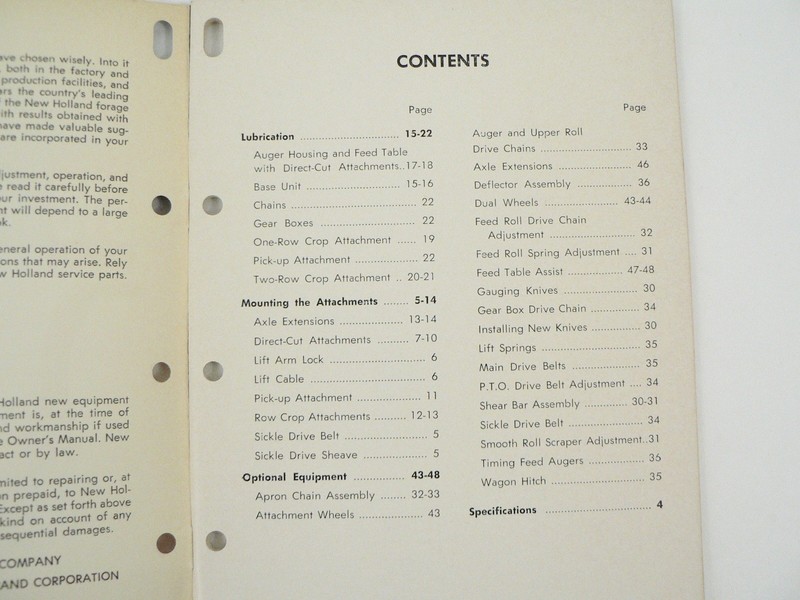 ve chosen wisely. Into it
both in the factory and
production facilities, and
ars the country's leading
the New Holland forage
ith results obtained with
have made valuable sug-
are incorporated in your
justment, operation, and
read it carefully before
ur investment. The per-
nt will depend to a large
ok.
eneral operation of your
ons that may arise. Rely
w Holland service parts.
Holland new equipment
ment is, at the time of
nd workmanship if used
e Owner's Manual. New
act or by law.
mited to repairing or, at
n prepaid, to New Hol-
Except as set forth above
kind on account of any
sequential damages.
COMPANY
AND CORPORATION
CONTENTS
Page
Lubrication .............................. 15-22
Auger Housing and Feed Table
with Direct-Cut Attachments..17-18
Base Unit ............................ 15-16
Chains .................................... 22
Gear Boxes ............................. 22
One-Row Crop Attachment ...... 19
Pick-up Attachment ................... 22
Two-Row Crop Attachment .. 20-21
Mounting the Attachments ........ 5-14
Axle Extensions ................... 13-14
Direct-Cut Attachments .......... 7-10
Lift Arm Lock ............................ 6
Lift Cable .................................. 6
Pick-up Attachment .................... 11
Row Crop Attachments .......... 12-13
Sickle Drive Belt ........................ 5
Sickle Drive Sheave .................... 5
Optional Equipment ................ 43-48
Apron Chain Assembly ........ 32-33
Attachment Wheels ................... 43
Page
Auger and Upper Roll
Drive Chains ........................... 33
Axle Extensions ........................ 46
Deflector Assembly .................. 36
Dual Wheels ........................ 43-44
Feed Roll Drive Chain
Adjustment .......................... 32
Feed Roll Spring Adjustment .... 31
Feed Table Assist ................. 47-48
Gauging Knives ........................ 30
Gear Box Drive Chain ............... 34
Installing New Knives ............... 30
Lift Springs ............................... 35
Main Drive Belts ....................... 35
P.T.O. Drive Belt Adjustment .... 34
Shear Bar Assembly ............. 30-31
Sickle Drive Belt ....................... 34
Smooth Roll Scraper Adjustment..31
Timing Feed Augers .................. 36
Wagon Hitch ............................ 35
Specifications ................................ 4